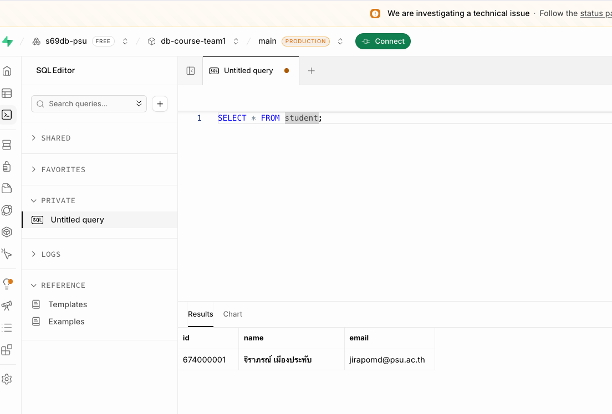 We are investigating a technical issue · Follow the status pa
s69db-psu FREE / db-course-team1 / main PRODUCTION Connect
SQL Editor
Untitled query
Search queries...
1 SELECT * FROM student;
SHARED
FAVORITES
PRIVATE
SQL Untitled query
LOGS
REFERENCE
Templates
Examples
Results Chart
id name email
674000001 จิราภรณ์ เมืองประทับ jirapornd@psu.ac.th